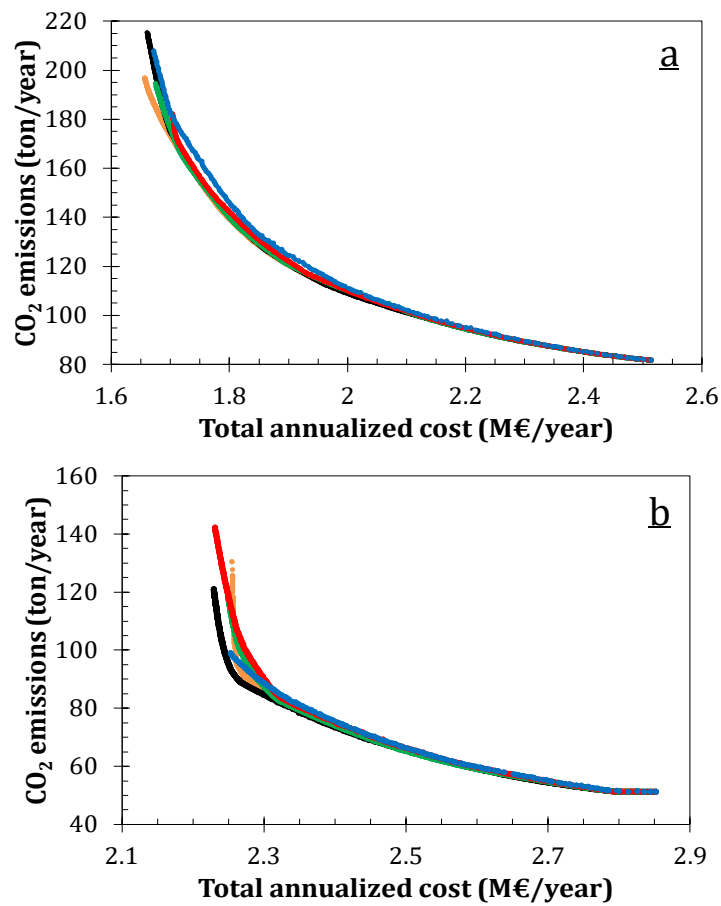 a
220
200
180
160
140
120
100
80
CO₂ emissions (ton/year)
1.6 1.8 2 2.2 2.4 2.6
Total annualized cost (M€/year)
b
160
140
120
100
80
60
40
CO₂ emissions (ton/year)
2.1 2.3 2.5 2.7 2.9
Total annualized cost (M€/year)